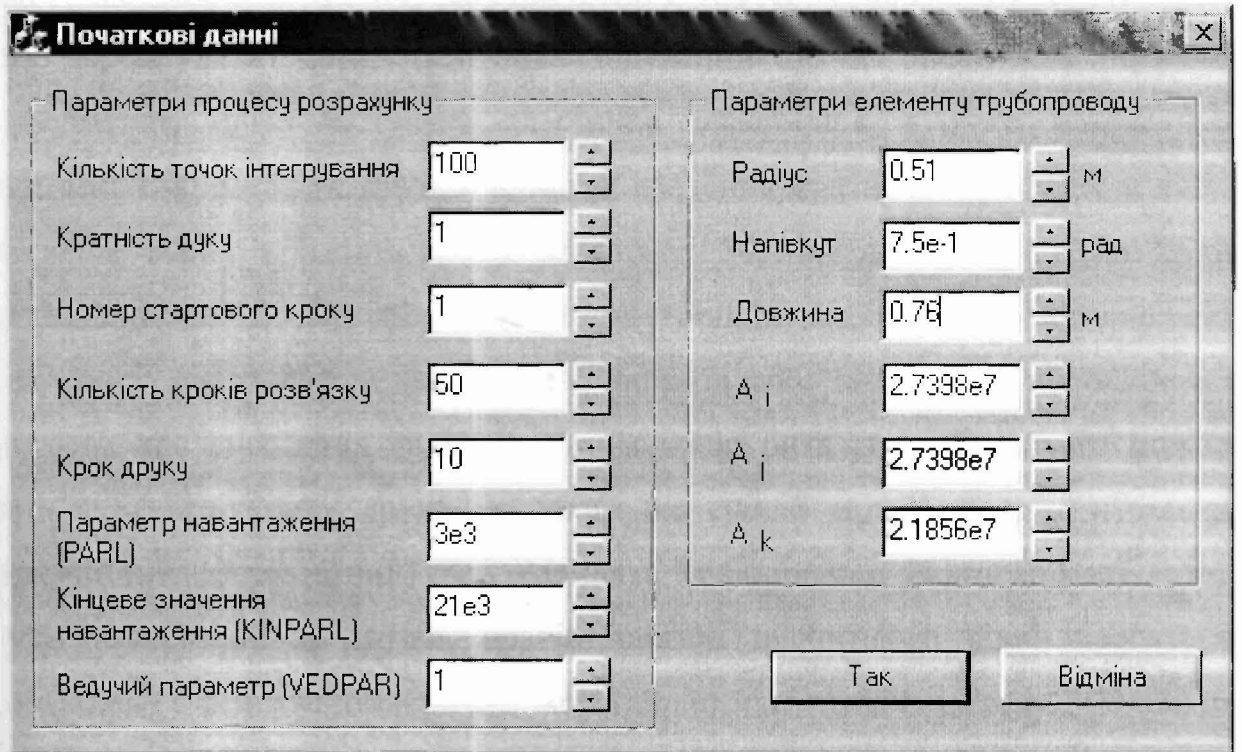 Початкові данні
Параметри процесу розрахунку
Кількість точок інтегрування 100
Кратність дуку 1
Номер стартового кроку 1
Кількість кроків розв'язку 50
Крок друку 10
Параметр навантаження
(PARL) 3e3
Кінцеве значення
навантаження (KINPARL) 21e3
Ведучий параметр (VEDPAR) 1
Параметри елементу трубопроводу
Радіус 0.51 м
Напівкут 7.5e-1 рад
Довжина 0.76 м
A i 2.7398e7
A j 2.7398e7
A k 2.1856e7
Так Відміна